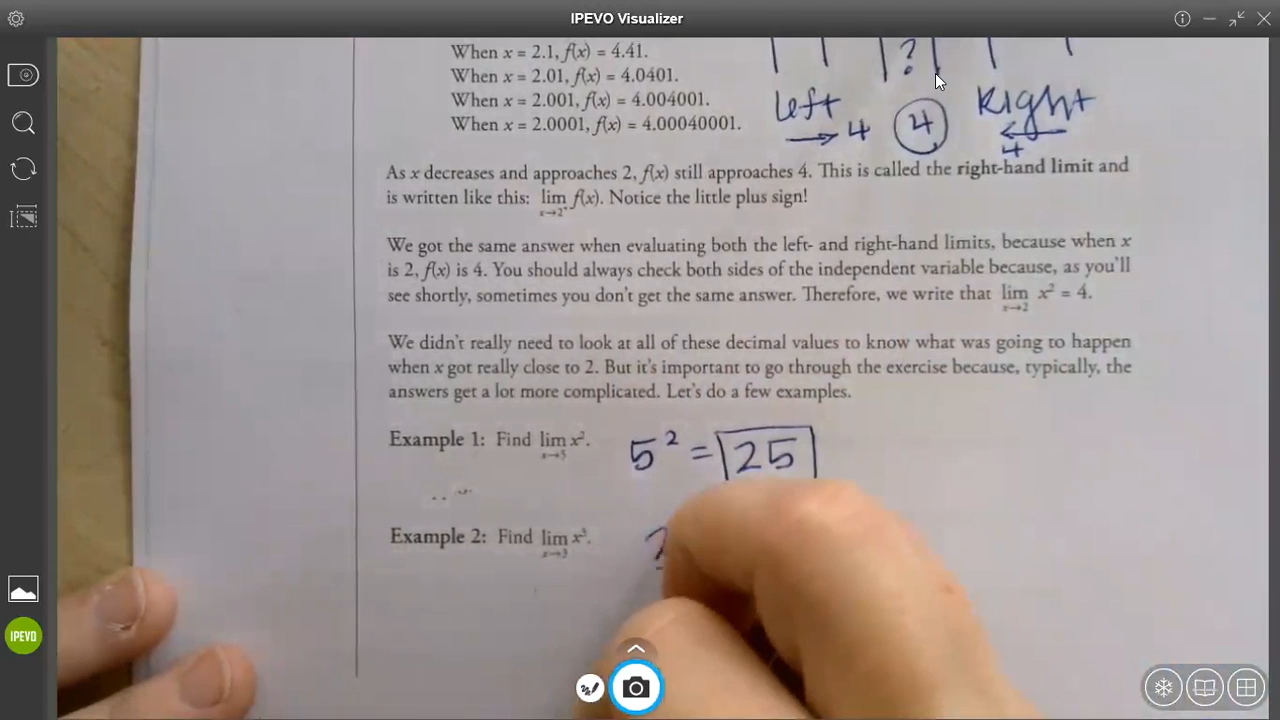 IPEVO Visualizer
When x = 2.1, f(x) = 4.41.
When x = 2.01, f(x) = 4.0401.
When x = 2.001, f(x) = 4.004001.
When x = 2.0001, f(x) = 4.00040001.
?
left
→ 4
4
Right
←
4
As x decreases and approaches 2, f(x) still approaches 4. This is called the right-hand limit and
is written like this: lim x→2⁺ f(x). Notice the little plus sign!
We got the same answer when evaluating both the left- and right-hand limits, because when x
is 2, f(x) is 4. You should always check both sides of the independent variable because, as you'll
see shortly, sometimes you don't get the same answer. Therefore, we write that lim x→2 x² = 4.
We didn't really need to look at all of these decimal values to know what was going to happen
when x got really close to 2. But it's important to go through the exercise because, typically, the
answers get a lot more complicated. Let's do a few examples.
Example 1: Find lim x→5 x². 5² = 25
Example 2: Find lim x→3 x³.
IPEVO